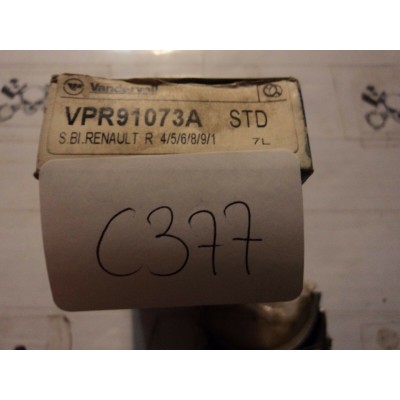 Vandervell
VPR91073A STD
S.BI.RENAULT R 4/5/6/8/9/1 7L
C377